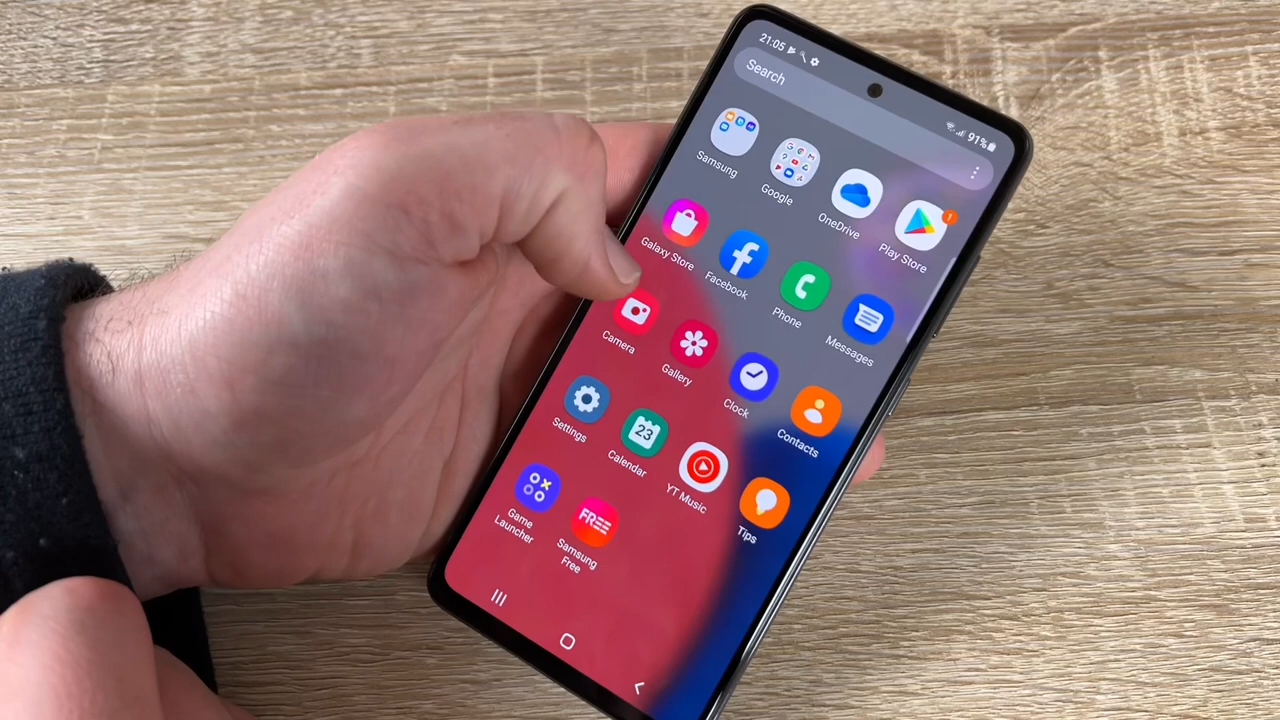 21:05
91%
Search
Samsung
Google
OneDrive
1
Play Store
Galaxy Store
Facebook
Phone
Messages
Camera
Gallery
Clock
Contacts
Settings
23
Calendar
YT Music
Tips
Game
Launcher
FREE
Samsung
Free